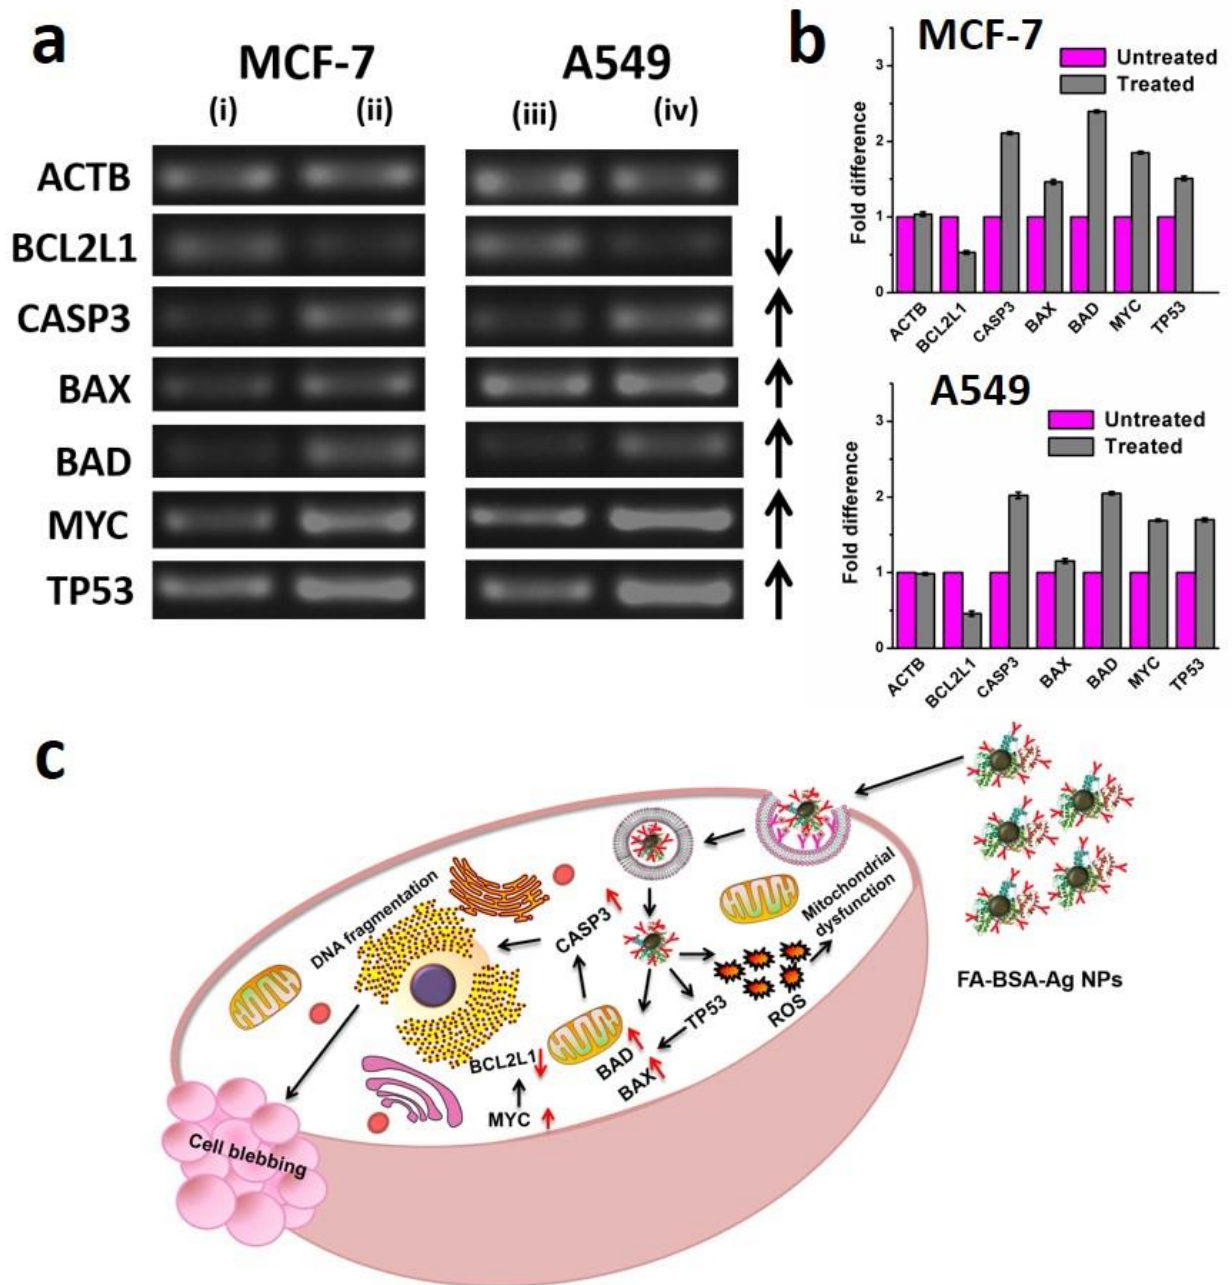 a
MCF-7
A549
(i)
(ii)
(iii)
(iv)
ACTB
BCL2L1
CASP3
BAX
BAD
MYC
TP53
b
MCF-7
Untreated
Treated
Fold difference
3
2
1
0
ACTB
BCL2L1
CASP3
BAX
BAD
MYC
TP53
A549
Untreated
Treated
Fold difference
3
2
1
0
ACTB
BCL2L1
CASP3
BAX
BAD
MYC
TP53
c
DNA fragmentation
CASP3
Mitochondrial
dysfunction
ROS
TP53
BCL2L1
BAD
BAX
MYC
Cell blebbing
FA-BSA-Ag NPs